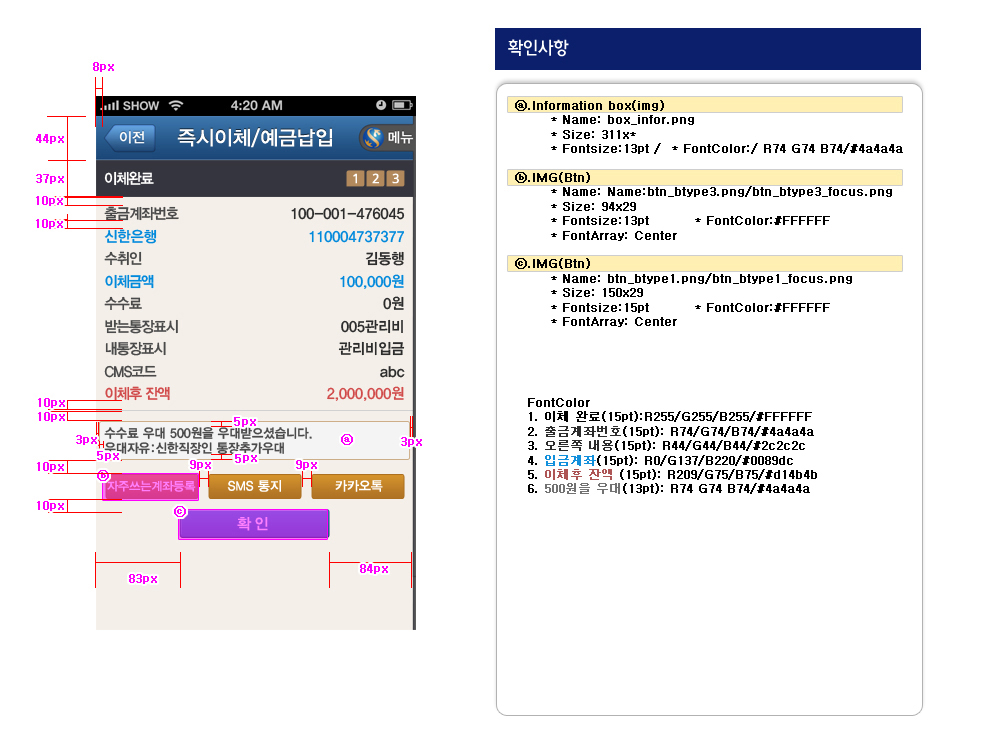 확인사항
8px
SHOW
4:20 AM
44px
이전
즉시이체/예금납입
메뉴
37px
이체완료
1 2 3
10px
출금계좌번호 100-001-476045
10px
신한은행 110004737377
수취인 김동행
이체금액 100,000원
수수료 0원
받는통장표시 005관리비
내통장표시 관리비입금
CMS코드 abc
이체후 잔액 2,000,000원
10px
10px
5px
수수료 우대 500원을 우대받으셨습니다.
ⓐ
3px
3px
우대자유:신한직장인 통장추가우대
5px
5px
10px
9px
9px
ⓑ
자주쓰는계좌등록
SMS 통지
카카오톡
10px
ⓒ
확 인
83px
84px
ⓐ.Information box(img)
* Name: box_infor.png
* Size: 311x*
* Fontsize:13pt / * FontColor:/ R74 G74 B74/#4a4a4a
ⓑ.IMG(Btn)
* Name: Name:btn_btype3.png/btn_btype3_focus.png
* Size: 94x29
* Fontsize:13pt * FontColor:#FFFFFF
* FontArray: Center
ⓒ.IMG(Btn)
* Name: btn_btype1.png/btn_btype1_focus.png
* Size: 150x29
* Fontsize:15pt * FontColor:#FFFFFF
* FontArray: Center
FontColor
1. 이체 완료(15pt):R255/G255/B255/#FFFFFF
2. 출금계좌번호(15pt): R74/G74/B74/#4a4a4a
3. 오른쪽 내용(15pt): R44/G44/B44/#2c2c2c
4. 입금계좌(15pt): R0/G137/B220/#0089dc
5. 이체후 잔액 (15pt): R209/G75/B75/#d14b4b
6. 500원을 우대(13pt): R74 G74 B74/#4a4a4a